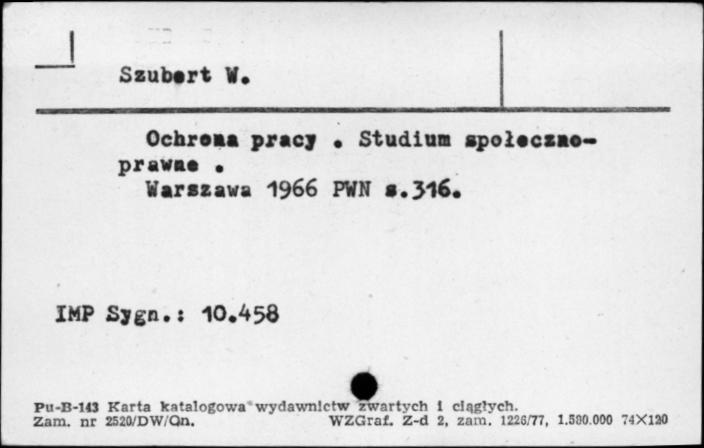 Szubert W.
Ochrona pracy . Studium społeczno-
prawne .
Warszawa 1966 PWN s.316.
IMP Sygn.: 10.458
Pu-B-143 Karta katalogowa wydawnictw zwartych i ciągłych.
Zam. nr 2520/DW/Qn. WZGraf. Z-d 2, zam. 1226/77, 1.580.000 74X120